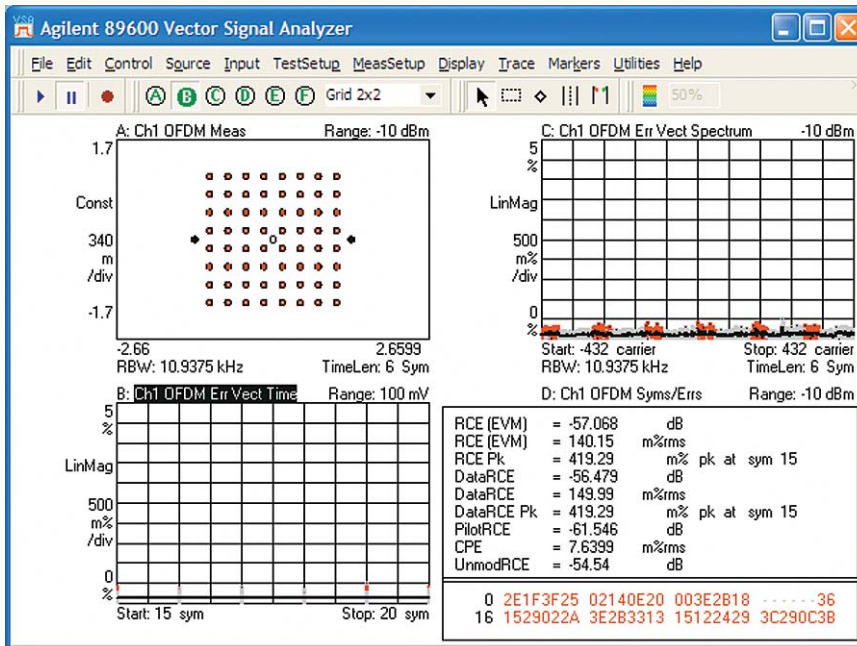 VSA
Agilent 89600 Vector Signal Analyzer
File Edit Control Source Input TestSetup MeasSetup Display Trace Markers Utilities Help
A B C D E F Grid 2x2 50%
A: Ch1 OFDM Meas Range: -10 dBm
1.7
Const
340
m
/div
-1.7
-2.66 2.6599
RBW: 10.9375 kHz TimeLen: 6 Sym
C: Ch1 OFDM Err Vect Spectrum -10 dBm
5
%
LinMag
500
m%
/div
0
%
Start: -432 carrier Stop: 432 carrier
RBW: 10.9375 kHz TimeLen: 6 Sym
B: Ch1 OFDM Err Vect Time Range: 100 mV
5
%
LinMag
500
m%
/div
0
%
Start: 15 sym Stop: 20 sym
D: Ch1 OFDM Syms/Errs Range: -10 dBm
RCE (EVM) = -57.068 dB
RCE (EVM) = 140.15 m%rms
RCE Pk = 419.29 m% pk at sym 15
DataRCE = -56.479 dB
DataRCE = 149.99 m%rms
DataRCE Pk = 419.29 m% pk at sym 15
PilotRCE = -61.546 dB
CPE = 7.6399 m%rms
UnmodRCE = -54.54 dB
0 2E1F3F25 02140E20 003E2B18 ------36
16 1529022A 3E2B3313 15122429 3C290C3B